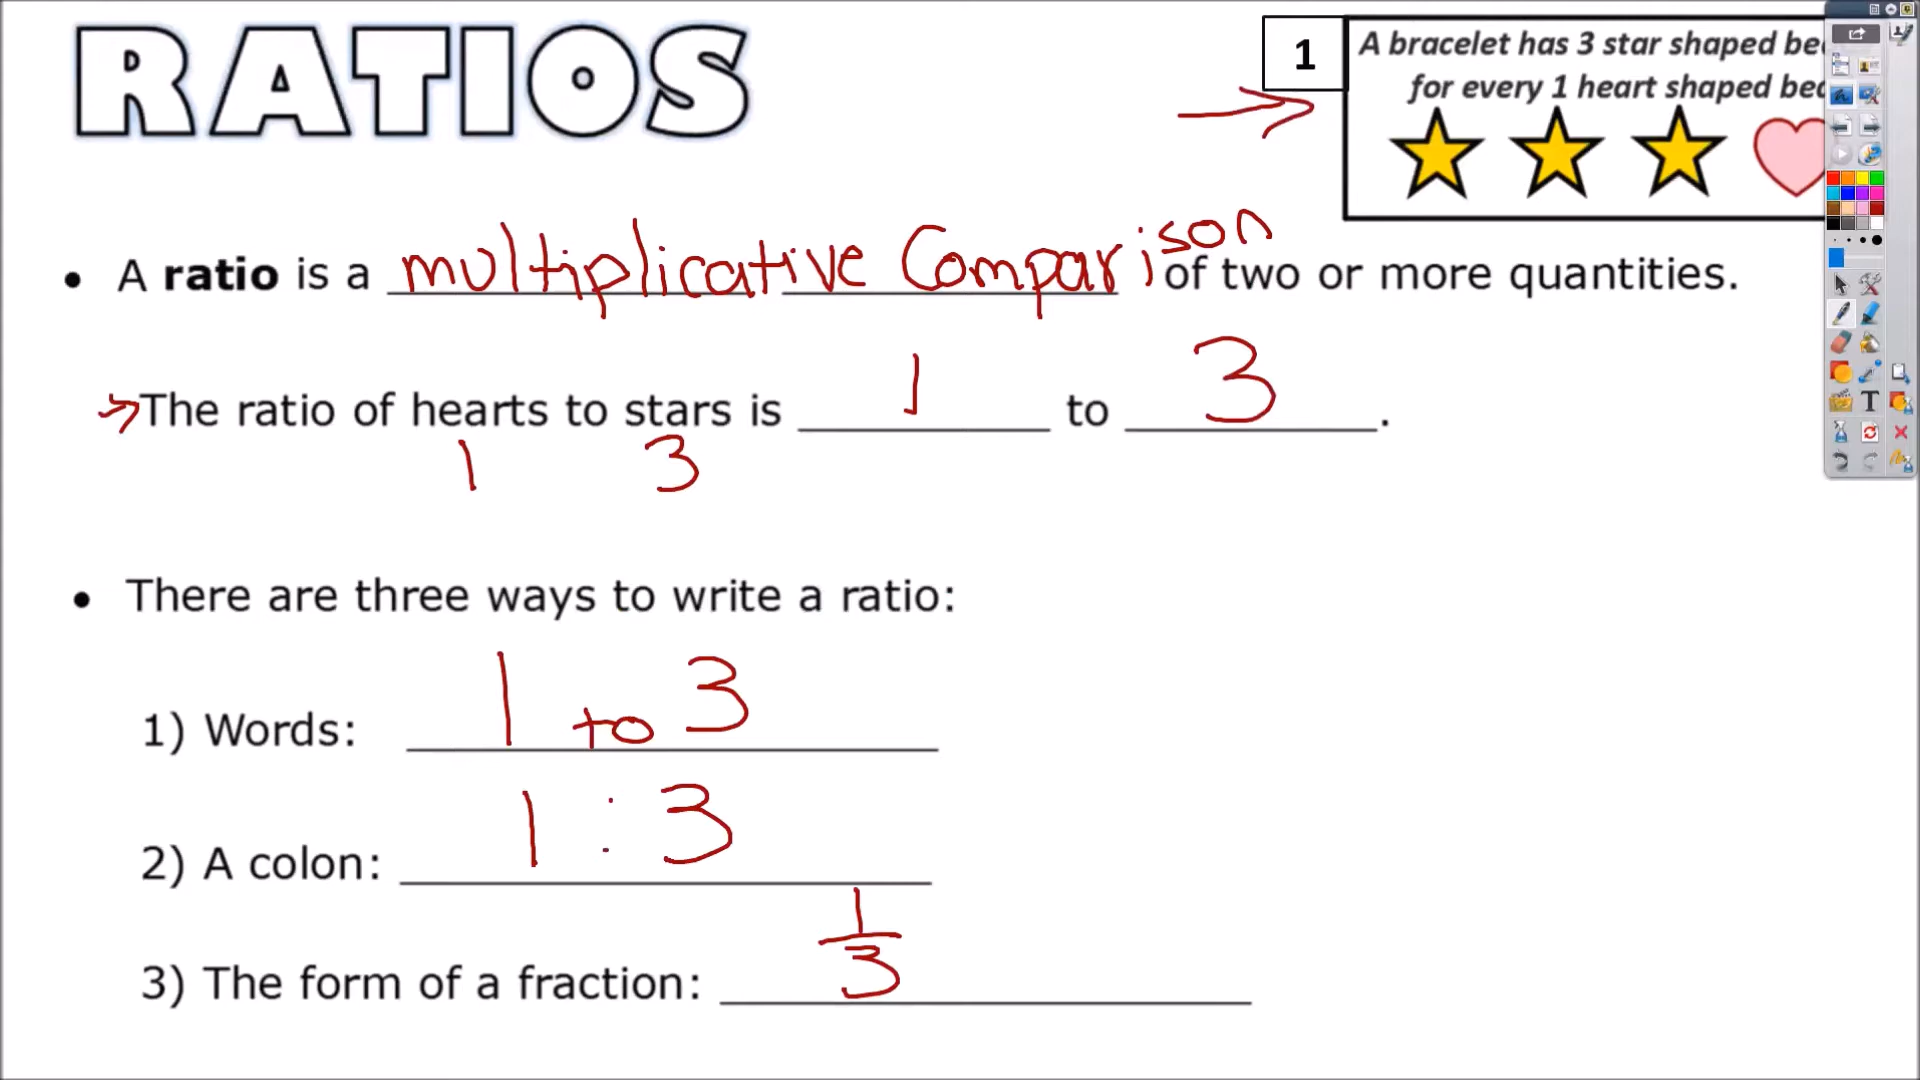 RATIOS
1
A bracelet has 3 star shaped
for every 1 heart shaped
• A ratio is a multiplicative Comparison of two or more quantities.
The ratio of hearts to stars is 1 to 3.
1 3
• There are three ways to write a ratio:
1) Words: 1 to 3
2) A colon: 1 : 3
3) The form of a fraction: 1/3